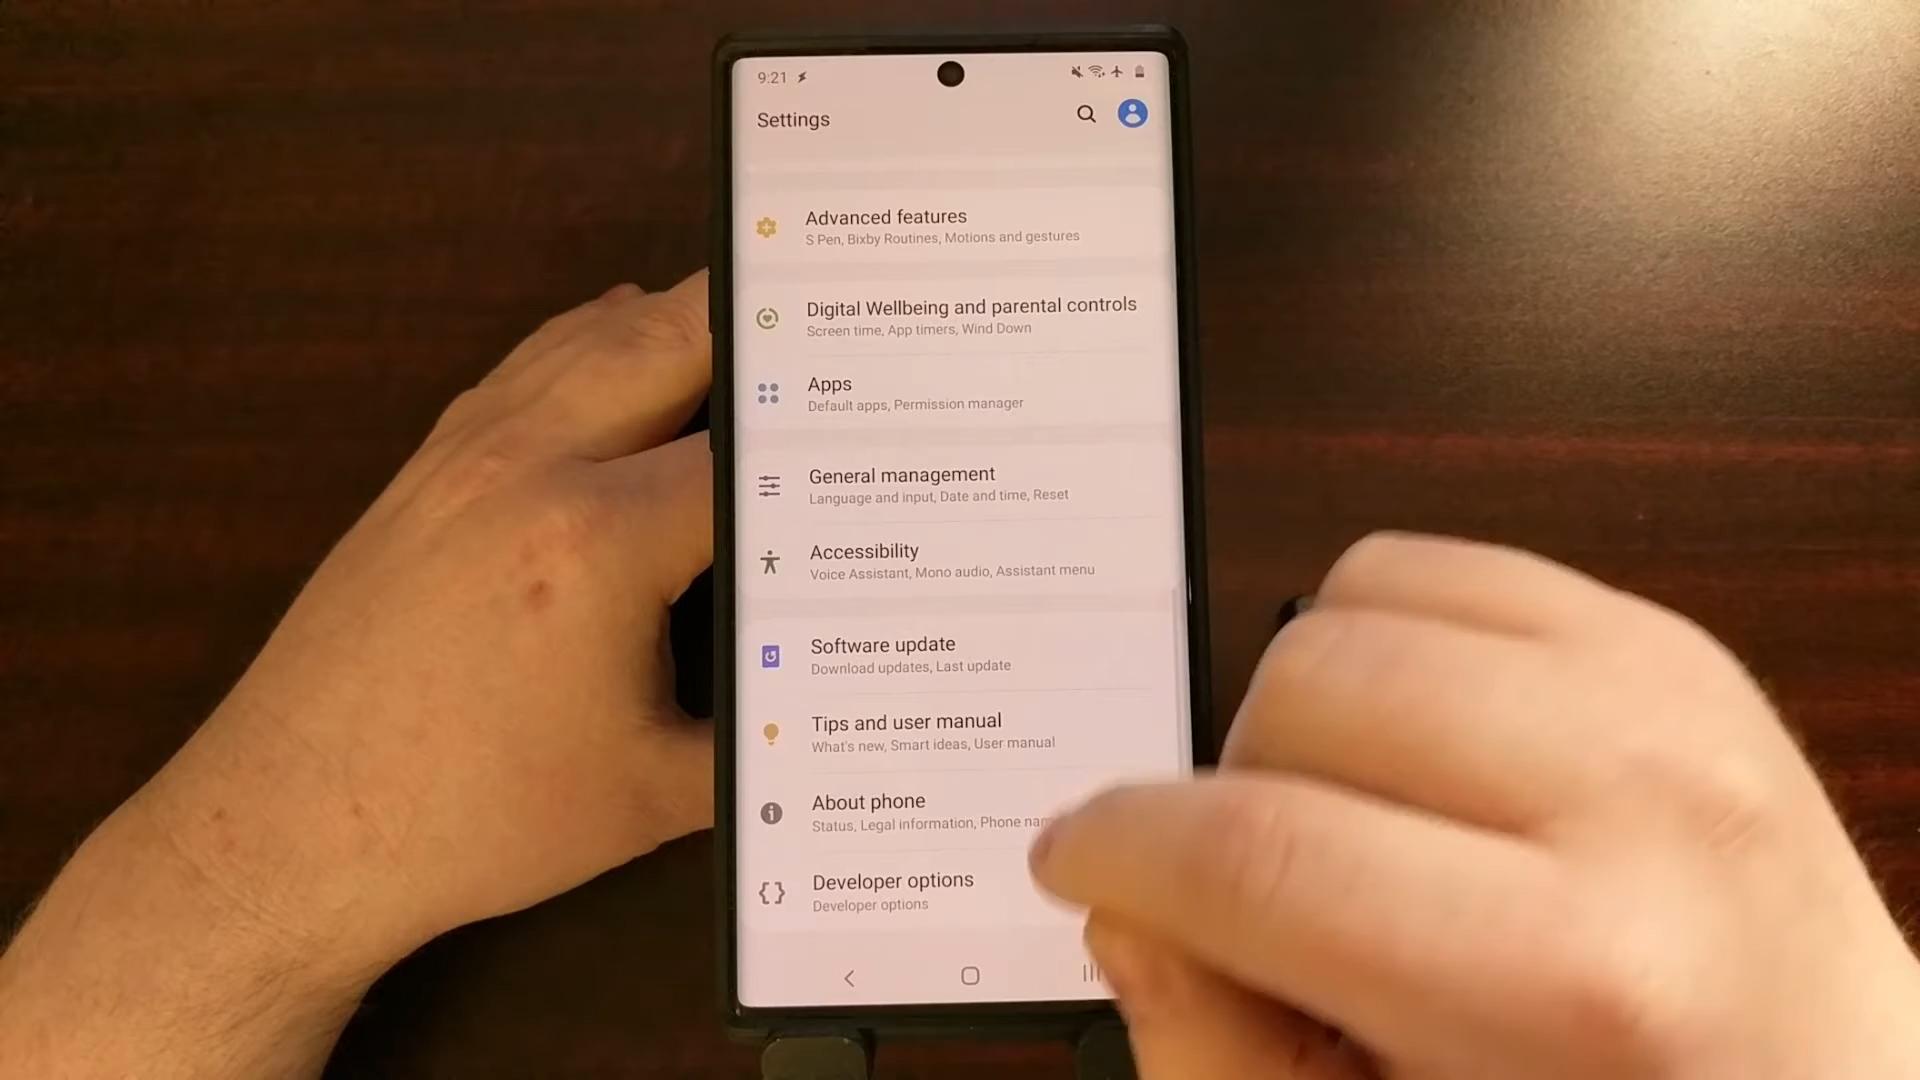 9:21
Settings
Advanced features
S Pen, Bixby Routines, Motions and gestures
Digital Wellbeing and parental controls
Screen time, App timers, Wind Down
Apps
Default apps, Permission manager
General management
Language and input, Date and time, Reset
Accessibility
Voice Assistant, Mono audio, Assistant menu
Software update
Download updates, Last update
Tips and user manual
What's new, Smart ideas, User manual
About phone
Status, Legal information, Phone
Developer options
Developer options